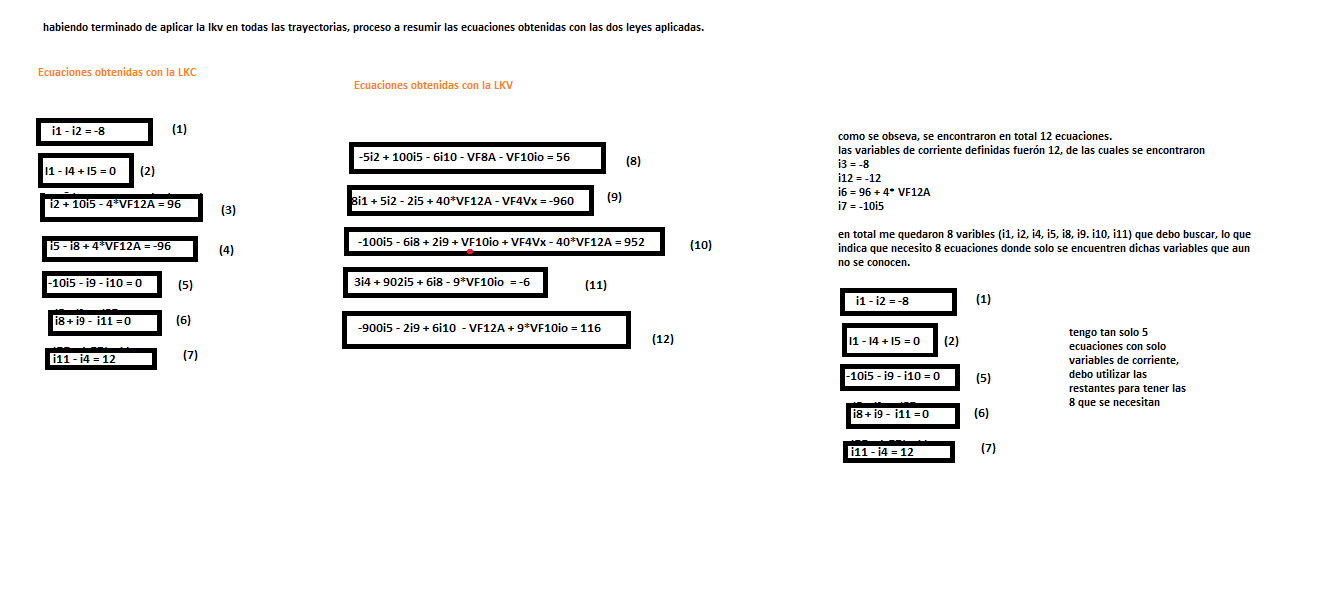 habiendo terminado de aplicar la lkv en todas las trayectorias, proceso a resumir las ecuaciones obtenidas con las dos leyes aplicadas.
Ecuaciones obtenidas con la LKC
i1 - i2 = -8 (1)
I1 - I4 + I5 = 0 (2)
i2 + 10i5 - 4*VF12A = 96 (3)
i5 - i8 + 4*VF12A = -96 (4)
-10i5 - i9 - i10 = 0 (5)
i8 + i9 - i11 = 0 (6)
i11 - i4 = 12 (7)
Ecuaciones obtenidas con la LKV
-5i2 + 100i5 - 6i10 - VF8A - VF10io = 56 (8)
8i1 + 5i2 - 2i5 + 40*VF12A - VF4Vx = -960 (9)
-100i5 - 6i8 + 2i9 + VF10io + VF4Vx - 40*VF12A = 952 (10)
3i4 + 902i5 + 6i8 - 9*VF10io = -6 (11)
-900i5 - 2i9 + 6i10 - VF12A + 9*VF10io = 116 (12)
como se obseva, se encontraron en total 12 ecuaciones.
las variables de corriente definidas fuerón 12, de las cuales se encontraron
i3 = -8
i12 = -12
i6 = 96 + 4* VF12A
i7 = -10i5
en total me quedaron 8 varibles (i1, i2, i4, i5, i8, i9. i10, i11) que debo buscar, lo que
indica que necesito 8 ecuaciones donde solo se encuentren dichas variables que aun
no se conocen.
i1 - i2 = -8 (1)
I1 - I4 + I5 = 0 (2)
-10i5 - i9 - i10 = 0 (5)
i8 + i9 - i11 = 0 (6)
i11 - i4 = 12 (7)
tengo tan solo 5
ecuaciones con solo
variables de corriente,
debo utilizar las
restantes para tener las
8 que se necesitan